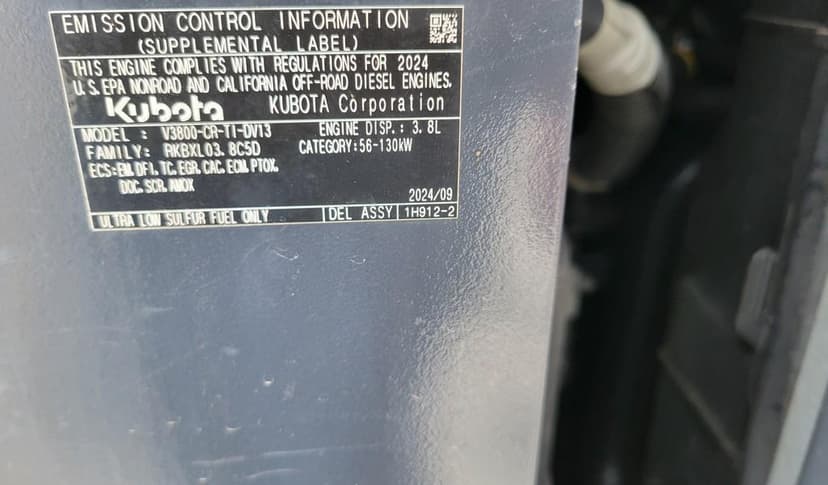 EMISSION CONTROL INFORMATION
(SUPPLEMENTAL LABEL)
THIS ENGINE COMPLIES WITH REGULATIONS FOR 2024
U.S.EPA NONROAD AND CALIFORNIA OFF-ROAD DIESEL ENGINES.
Kubota KUBOTA Corporation
MODEL : V3800-CR-TI-DV13 ENGINE DISP.: 3.8L
FAMILY: RKBXL03.8C5D CATEGORY:56-130kW
ECS:EM,DFI,TC,EGR,CAC,ECM,PTOX,
DOC,SCR,AMOX
2024/09
ULTRA LOW SULFUR FUEL ONLY DEL ASSY 1H912-2